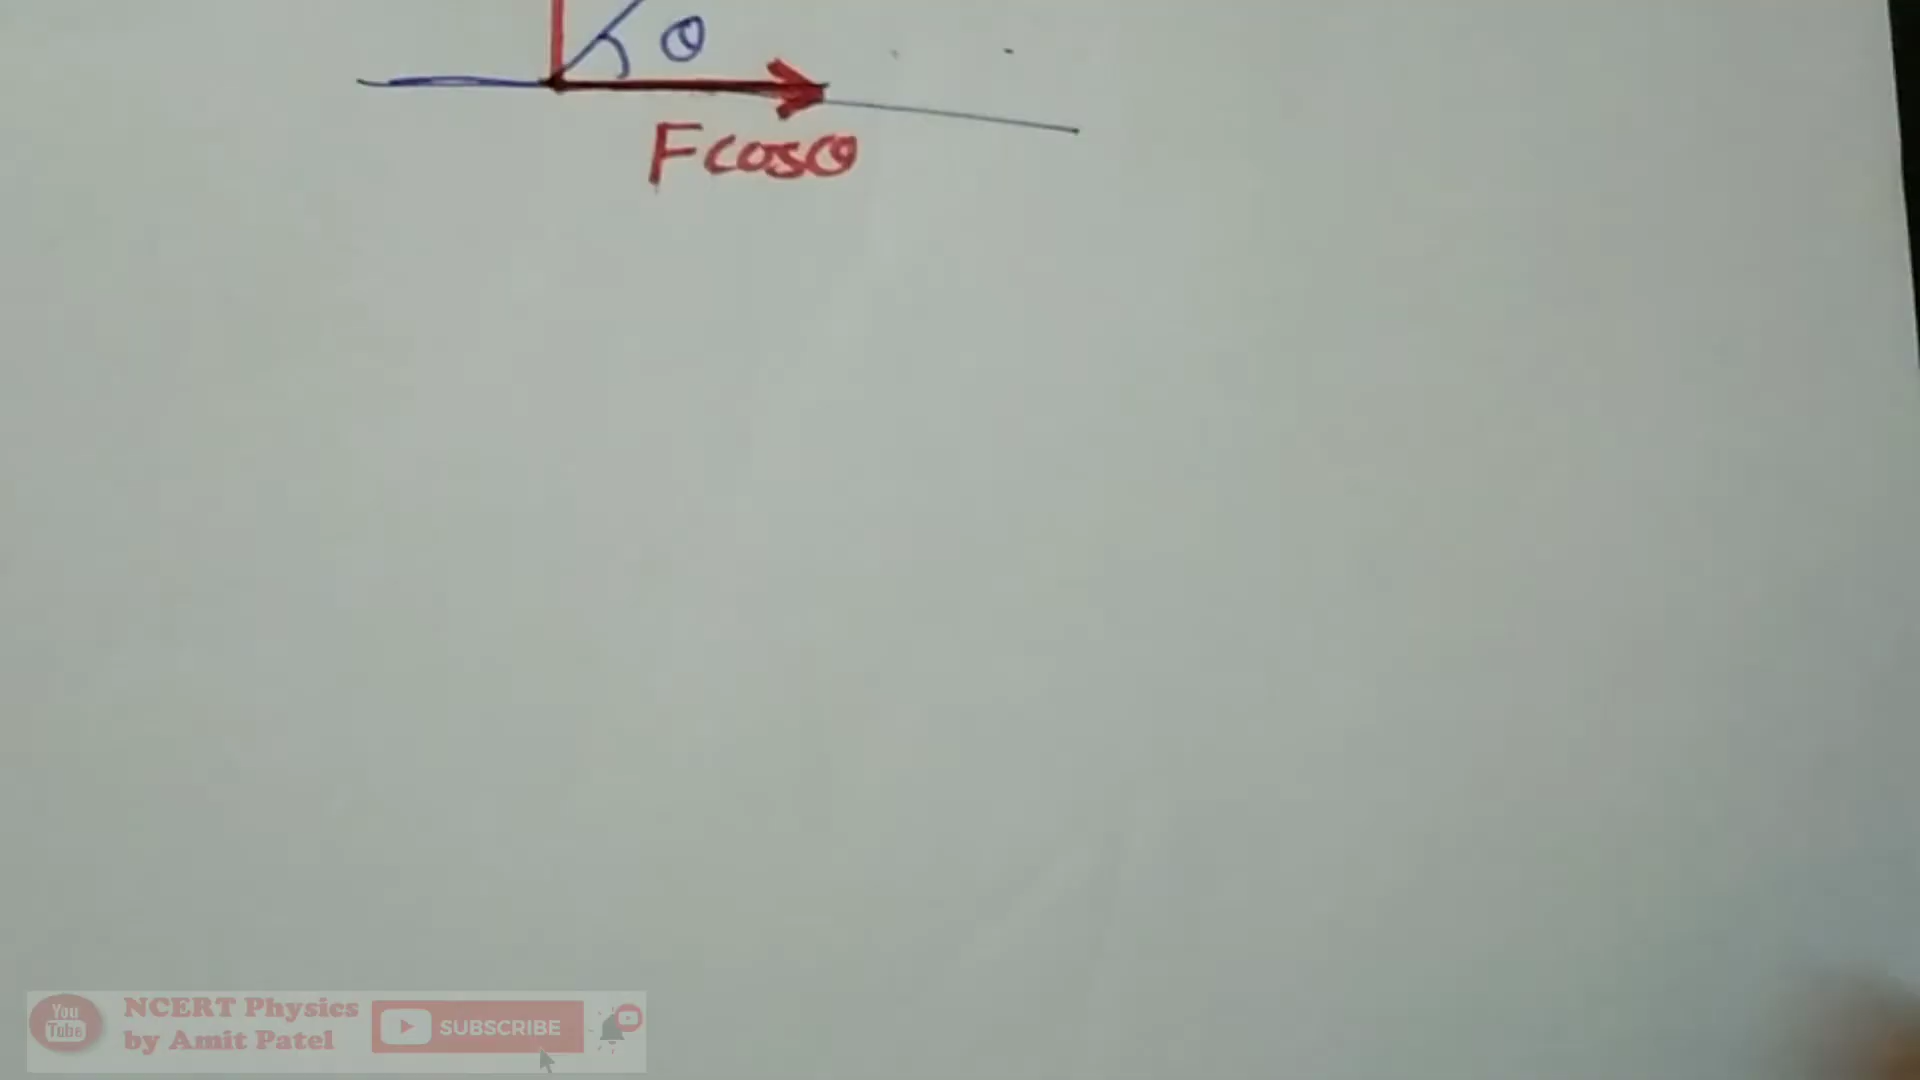 θ
Fcosθ
You
Tube
NCERT Physics
by Amit Patel
SUBSCRIBE